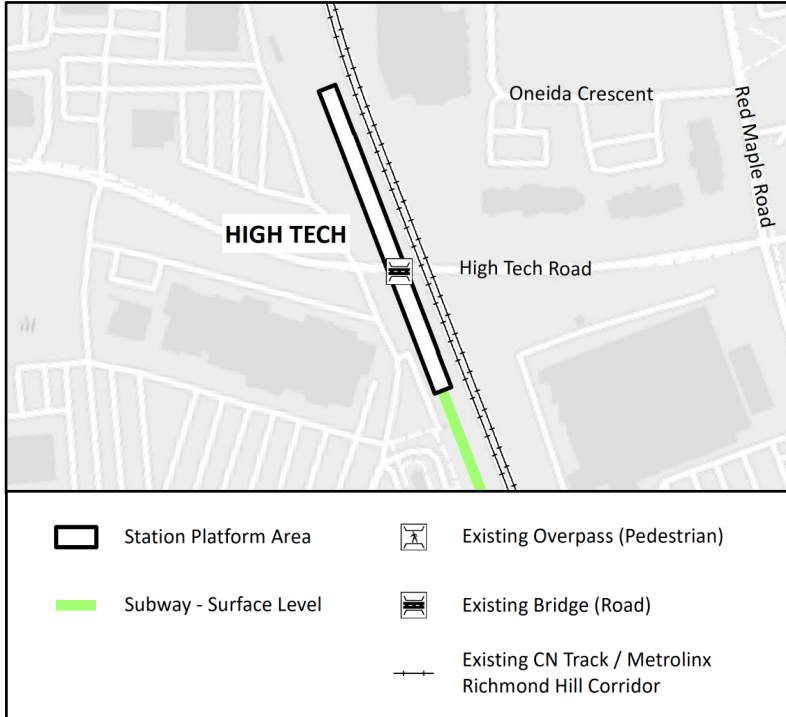 Oneida Crescent
Red Maple Road
HIGH TECH
High Tech Road
Station Platform Area
Existing Overpass (Pedestrian)
Subway - Surface Level
Existing Bridge (Road)
Existing CN Track / Metrolinx
Richmond Hill Corridor